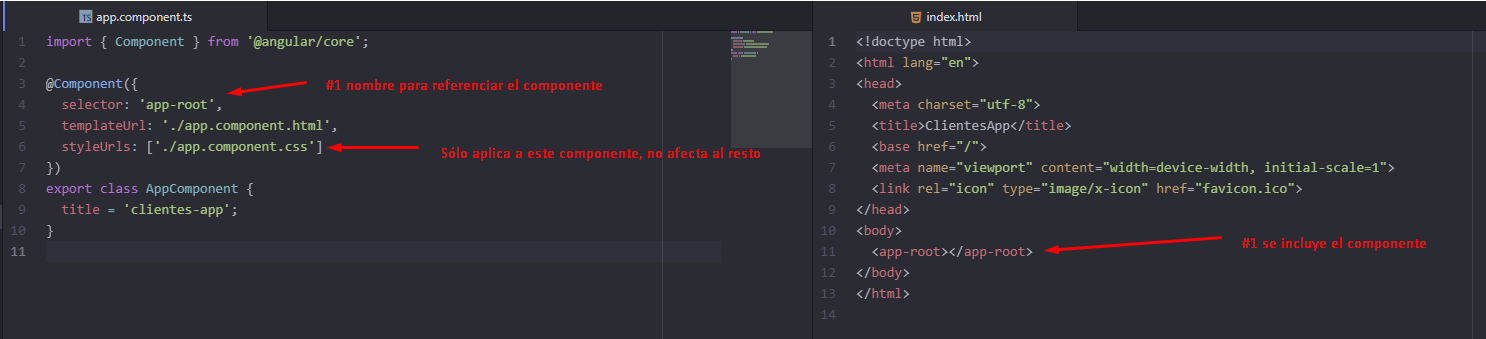 app.component.ts
1 import { Component } from '@angular/core';
2
3 @Component({
#1 nombre para referenciar el componente
4   selector: 'app-root',
5   templateUrl: './app.component.html',
6   styleUrls: ['./app.component.css']
Sólo aplica a este componente, no afecta al resto
7 })
8 export class AppComponent {
9   title = 'clientes-app';
10 }
11
index.html
1 <!doctype html>
2 <html lang="en">
3 <head>
4   <meta charset="utf-8">
5   <title>ClientesApp</title>
6   <base href="/">
7   <meta name="viewport" content="width=device-width, initial-scale=1">
8   <link rel="icon" type="image/x-icon" href="favicon.ico">
9 </head>
10 <body>
11   <app-root></app-root>
#1 se incluye el componente
12 </body>
13 </html>
14